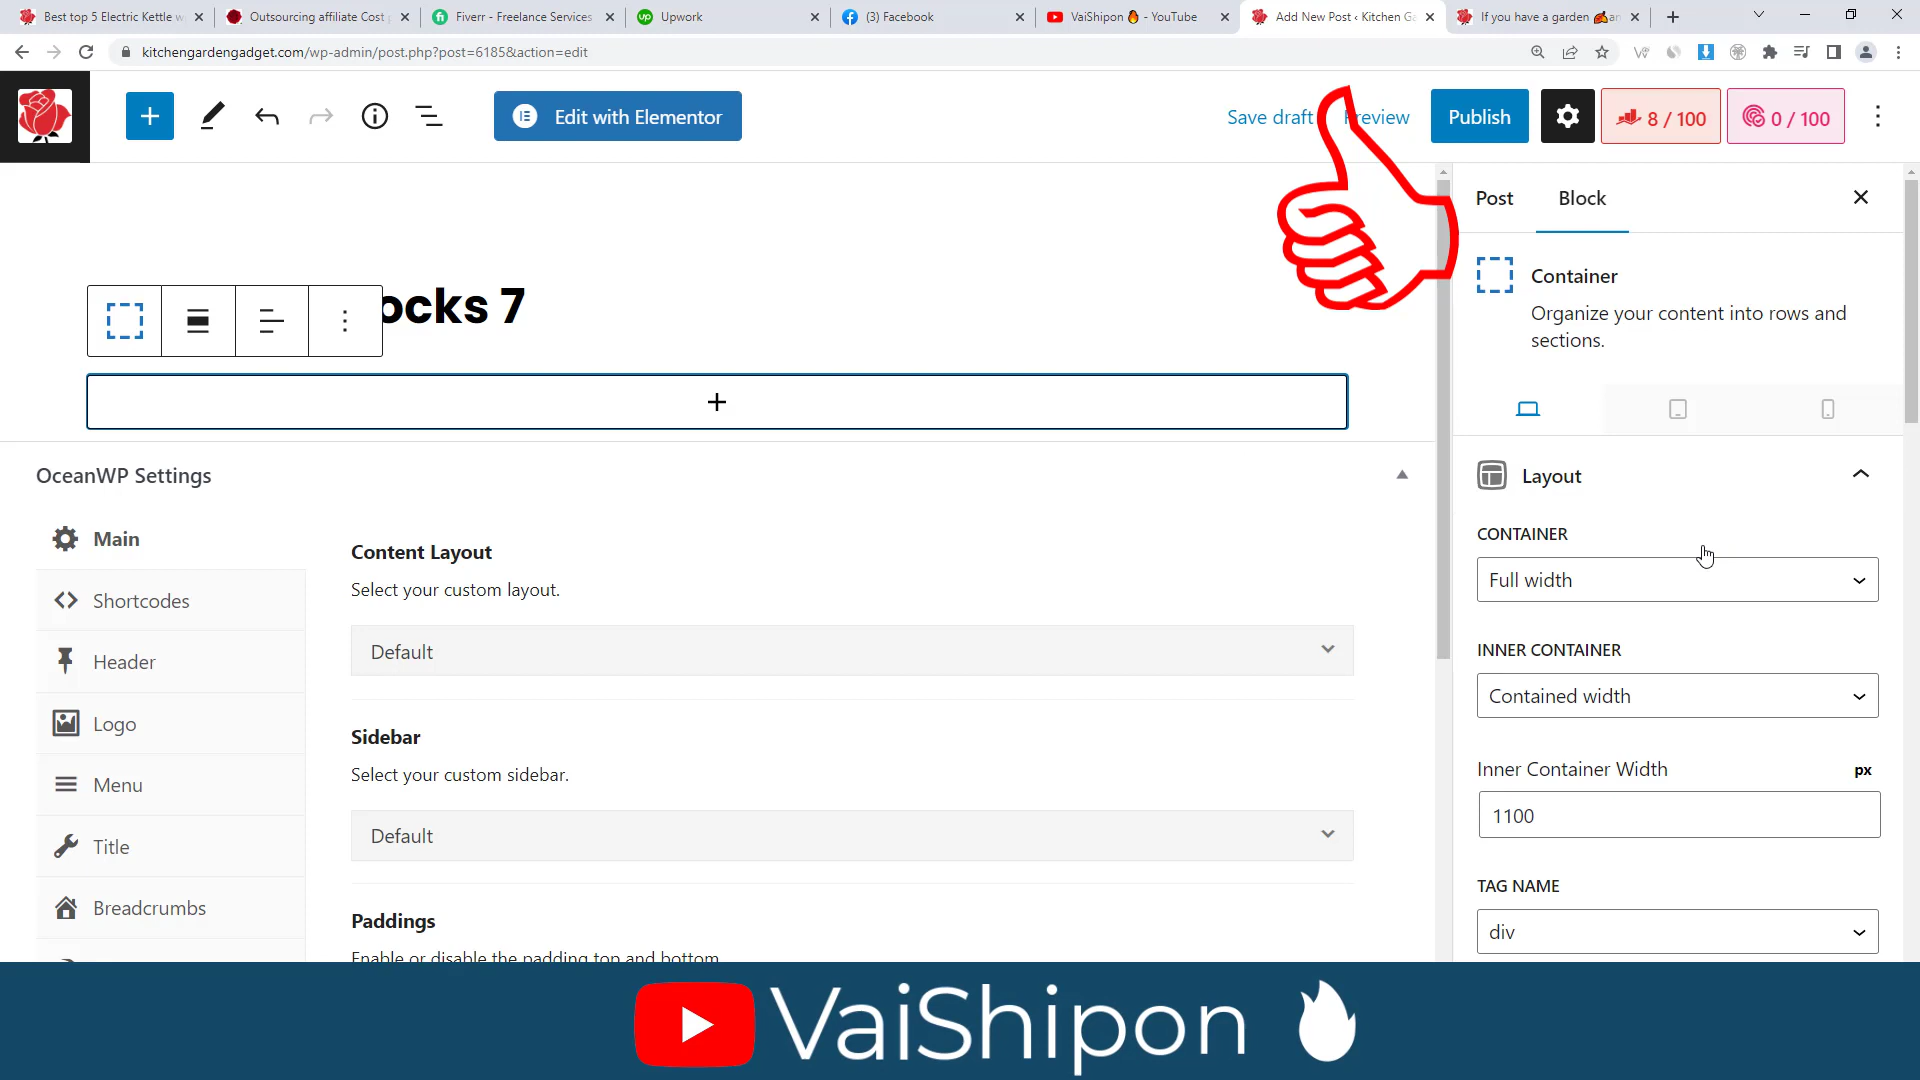 Best top 5 Electric Kettle w
Outsourcing affiliate Cost
Fiverr - Freelance Services
Upwork
(3) Facebook
VaiShipon 🔥 - YouTube
Add New Post ‹ Kitchen Ga
If you have a garden
kitchengardengadget.com/wp-admin/post.php?post=6185&action=edit
Edit with Elementor
Save draft
Preview
Publish
8 / 100
0 / 100
ocks 7
+
Post
Block
Container
Organize your content into rows and
sections.
Layout
CONTAINER
Full width
INNER CONTAINER
Contained width
Inner Container Width
px
1100
TAG NAME
div
OceanWP Settings
Main
Shortcodes
Header
Logo
Menu
Title
Breadcrumbs
Content Layout
Select your custom layout.
Default
Sidebar
Select your custom sidebar.
Default
Paddings
Enable or disable the padding top and bottom
VaiShipon